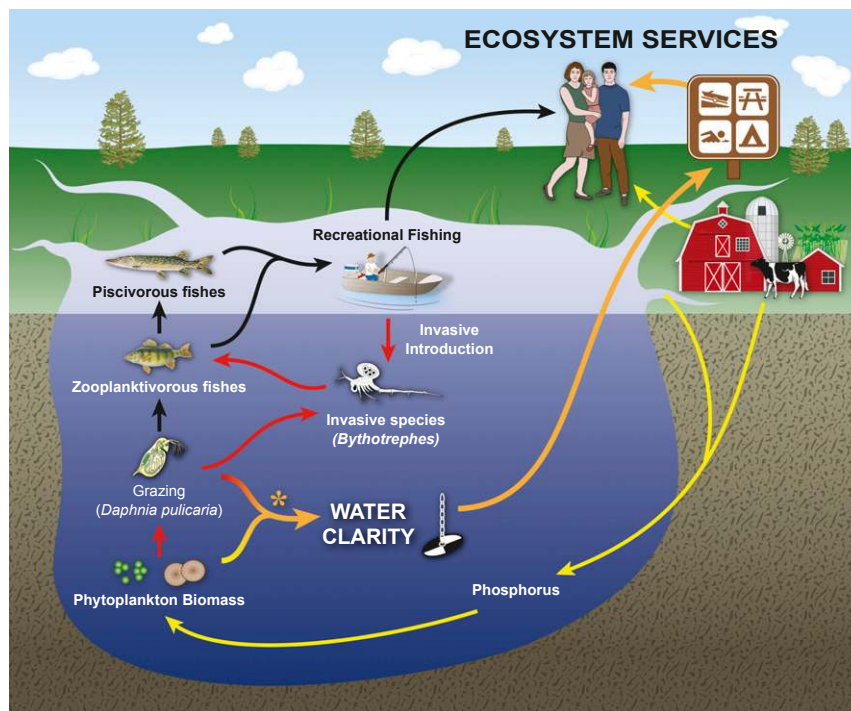 ECOSYSTEM SERVICES
Recreational Fishing
Piscivorous fishes
Invasive
Introduction
Zooplanktivorous fishes
Invasive species
(Bythotrephes)
Grazing
(Daphnia pulicaria)
*
WATER
CLARITY
Phosphorus
Phytoplankton Biomass